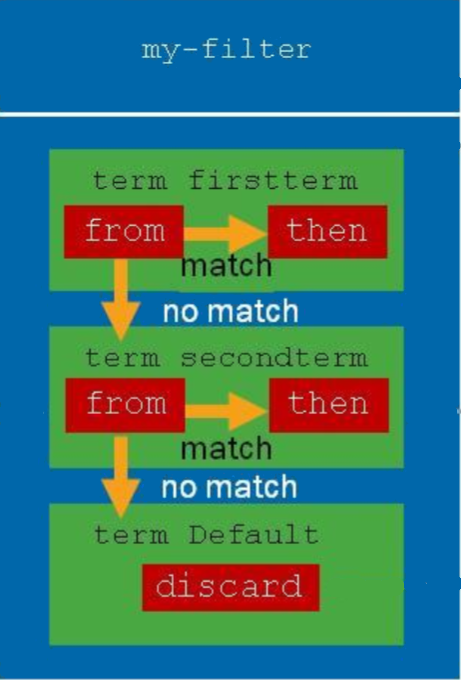 my-filter
term firstterm
from then
match
no match
term secondterm
from then
match
no match
term Default
discard